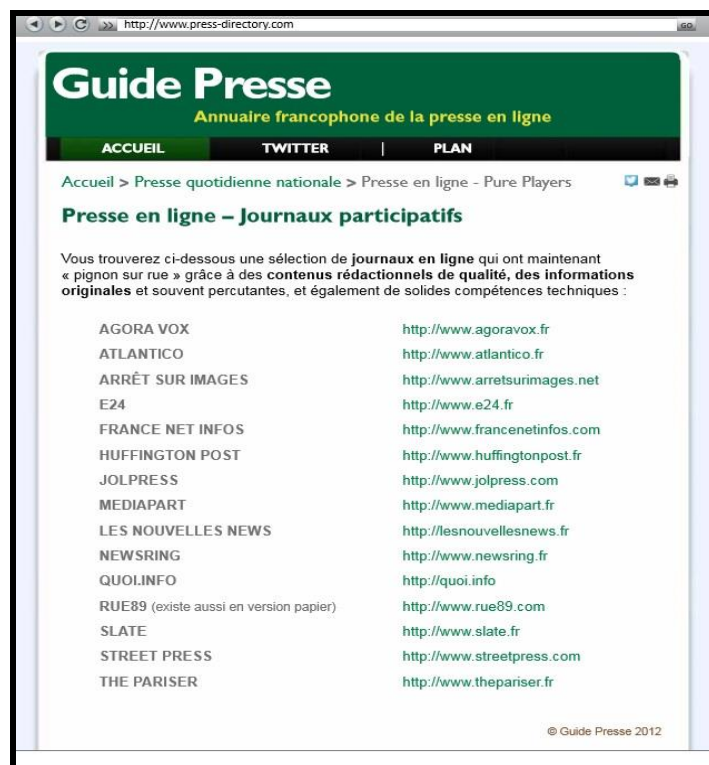 http://www.press-directory.com GO
Guide Presse
Annuaire francophone de la presse en ligne
ACCUEIL TWITTER | PLAN
Accueil > Presse quotidienne nationale > Presse en ligne - Pure Players
Presse en ligne – Journaux participatifs
Vous trouverez ci-dessous une sélection de journaux en ligne qui ont maintenant
« pignon sur rue » grâce à des contenus rédactionnels de qualité, des informations
originales et souvent percutantes, et également de solides compétences techniques :
AGORA VOX http://www.agoravox.fr
ATLANTICO http://www.atlantico.fr
ARRÊT SUR IMAGES http://www.arretsurimages.net
E24 http://www.e24.fr
FRANCE NET INFOS http://www.francenetinfos.com
HUFFINGTON POST http://www.huffingtonpost.fr
JOLPRESS http://www.jolpress.com
MEDIAPART http://www.mediapart.fr
LES NOUVELLES NEWS http://lesnouvellesnews.fr
NEWSRING http://www.newsring.fr
QUOI.INFO http://quoi.info
RUE89 (existe aussi en version papier) http://www.rue89.com
SLATE http://www.slate.fr
STREET PRESS http://www.streetpress.com
THE PARISER http://www.thepariser.fr
© Guide Presse 2012